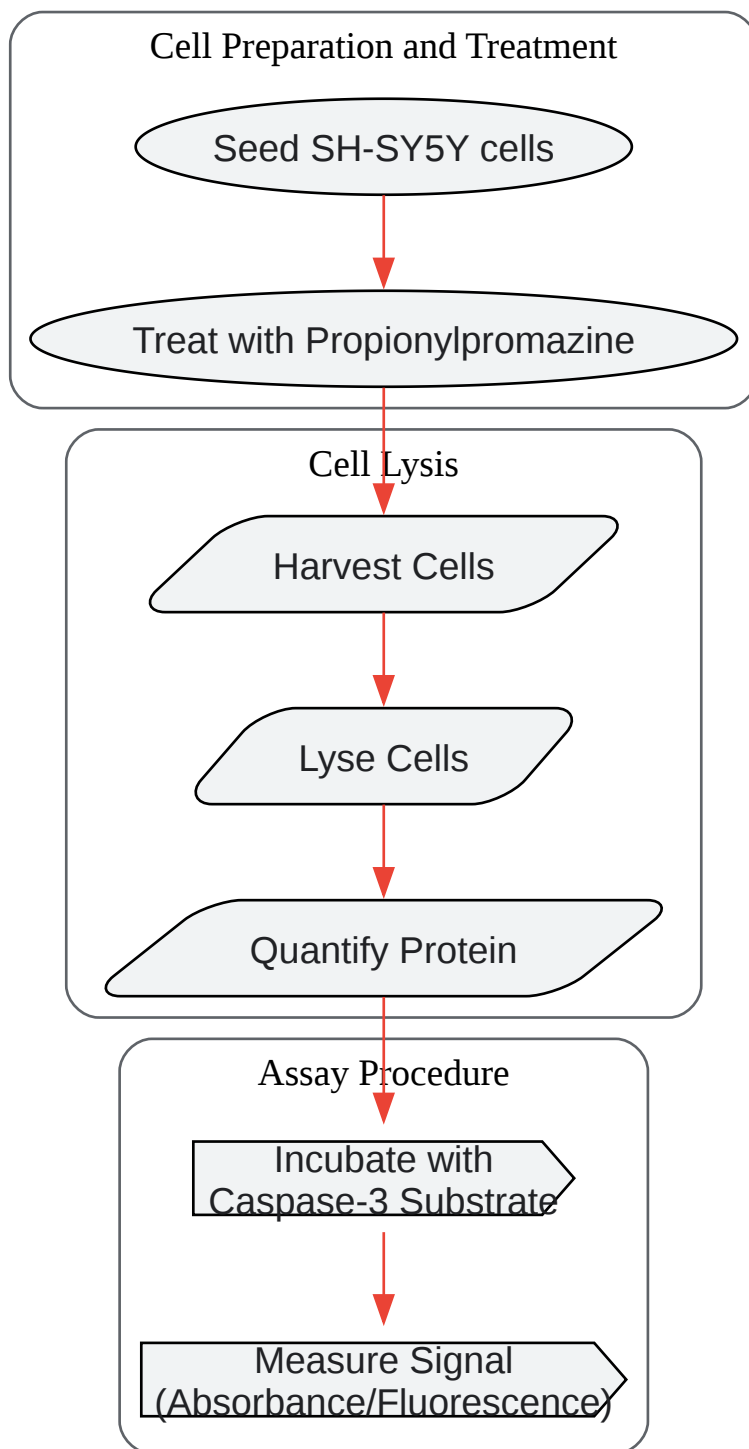 Cell Preparation and Treatment
Seed SH-SY5Y cells
Treat with Propionylpromazine
Cell Lysis
Harvest Cells
Lyse Cells
Quantify Protein
Assay Procedure
Incubate with
Caspase-3 Substrate
Measure Signal
(Absorbance/Fluorescence)